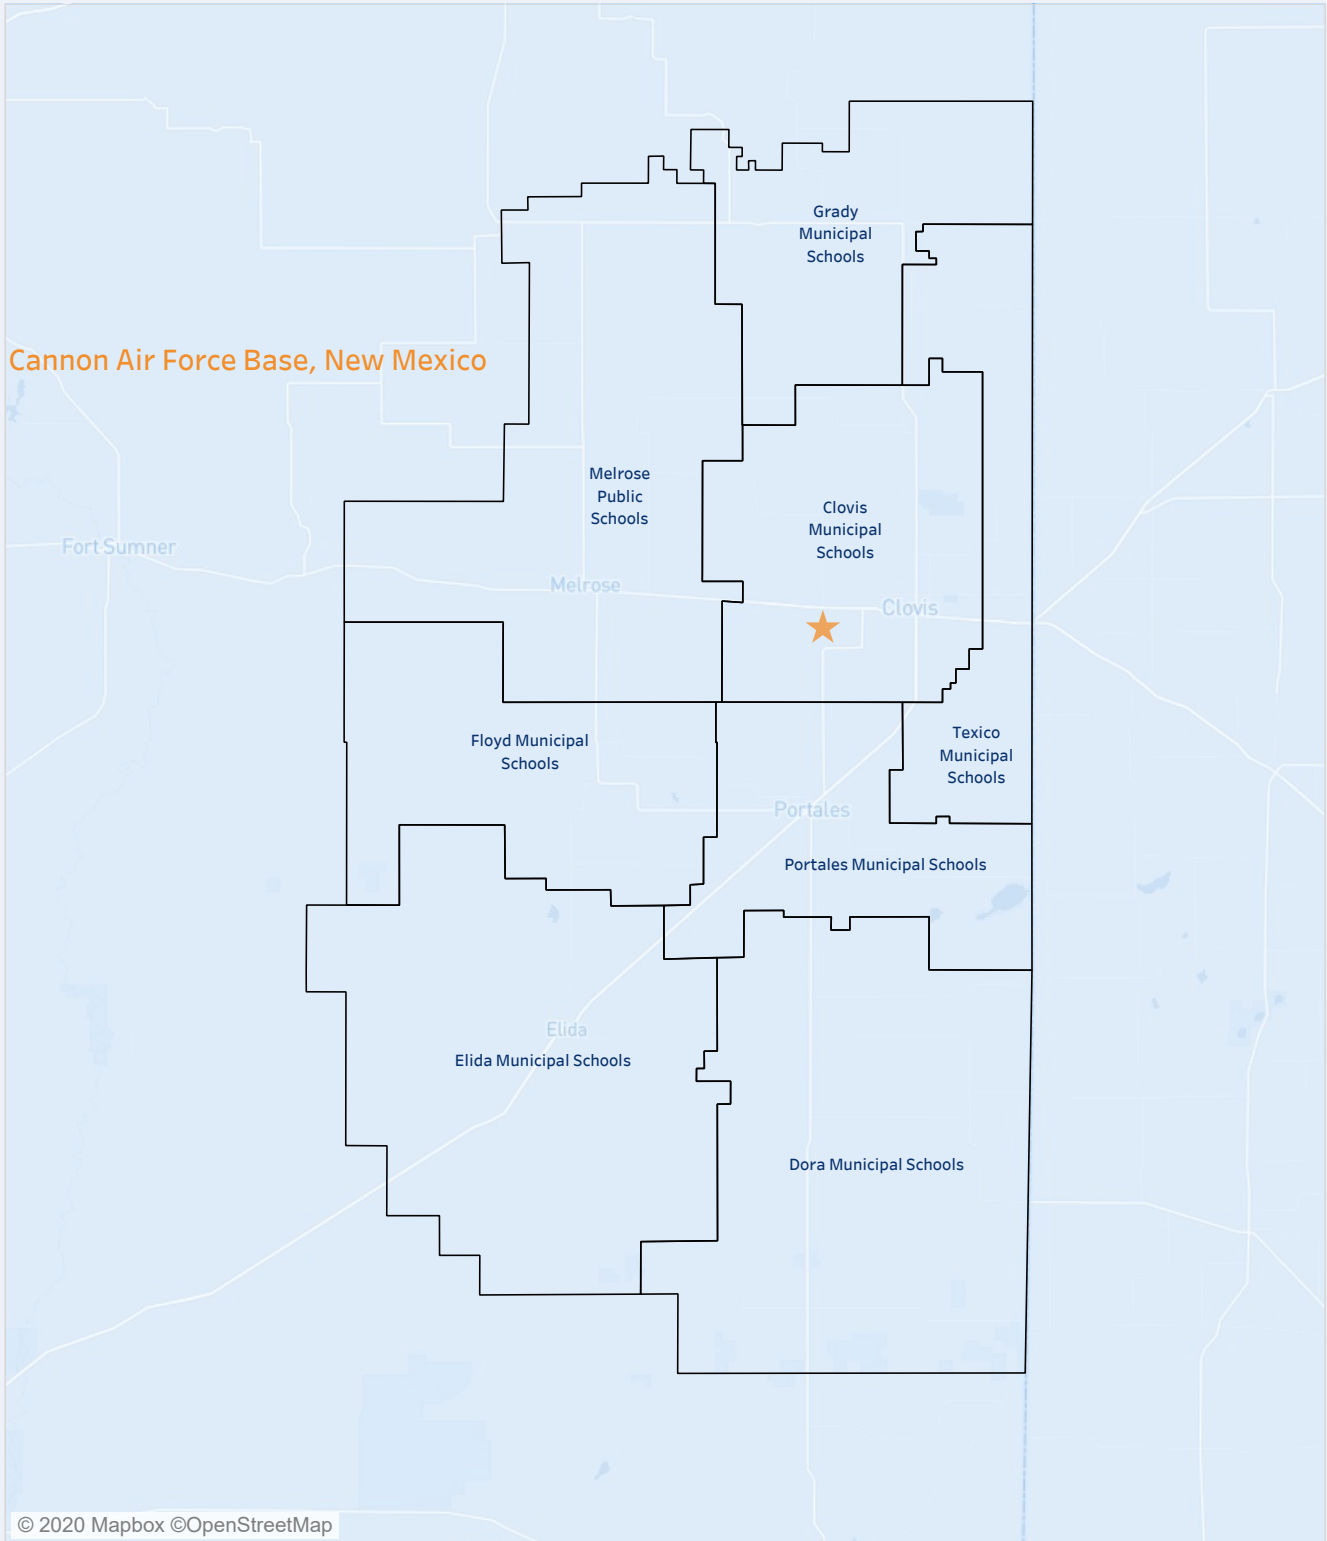 Grady
Municipal
Schools
Cannon Air Force Base, New Mexico
Melrose
Public
Schools
Clovis
Municipal
Schools
Fort Sumner
Melrose
Clovis
Floyd Municipal
Schools
Texico
Municipal
Schools
Portales
Portales Municipal Schools
Elida
Elida Municipal Schools
Dora Municipal Schools
© 2020 Mapbox ©OpenStreetMap